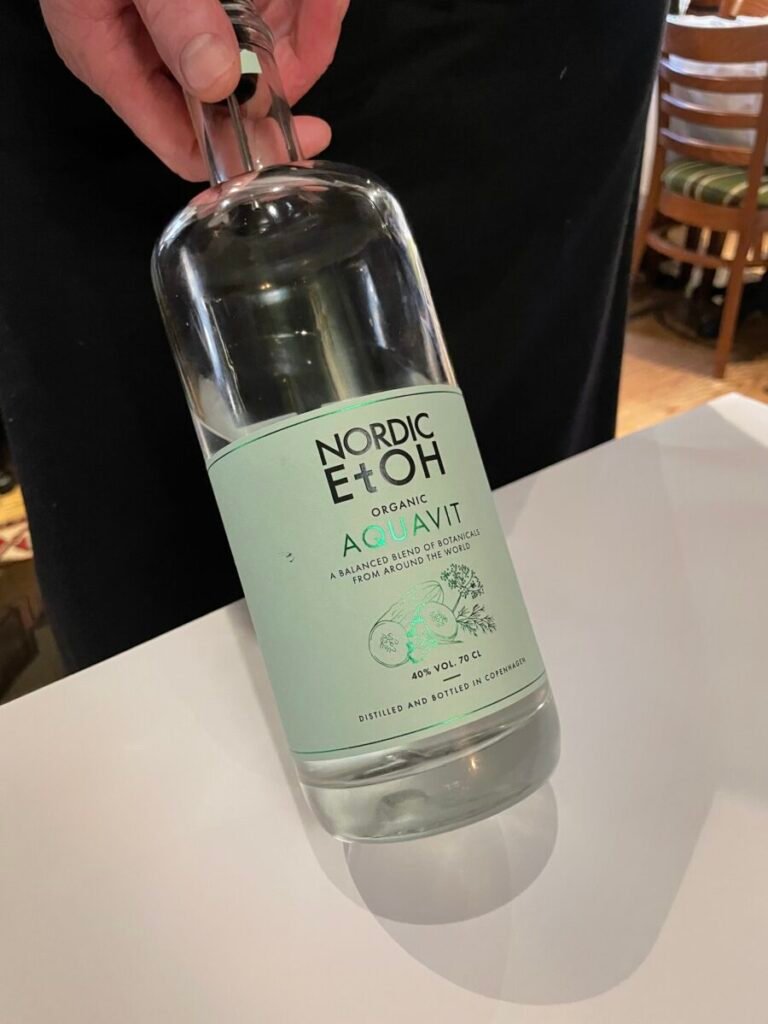 NORDIC
EtOH
ORGANIC
AQUAVIT
A BALANCED BLEND OF BOTANICALS
FROM AROUND THE WORLD
40% VOL. 70 CL
DISTILLED AND BOTTLED IN COPENHAGEN